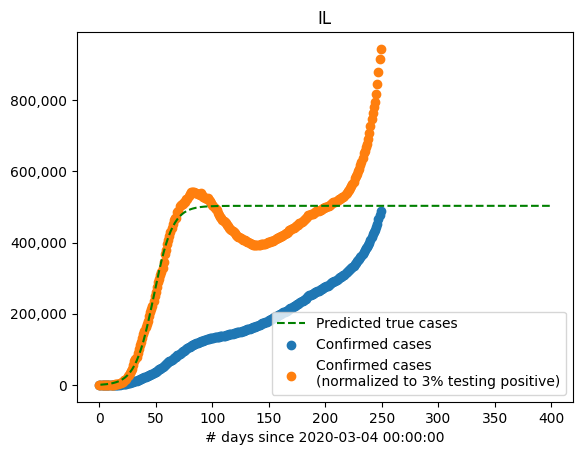 IL
800,000
600,000
400,000
200,000
0
Predicted true cases
Confirmed cases
Confirmed cases
(normalized to 3% testing positive)
0 50 100 150 200 250 300 350 400
# days since 2020-03-04 00:00:00